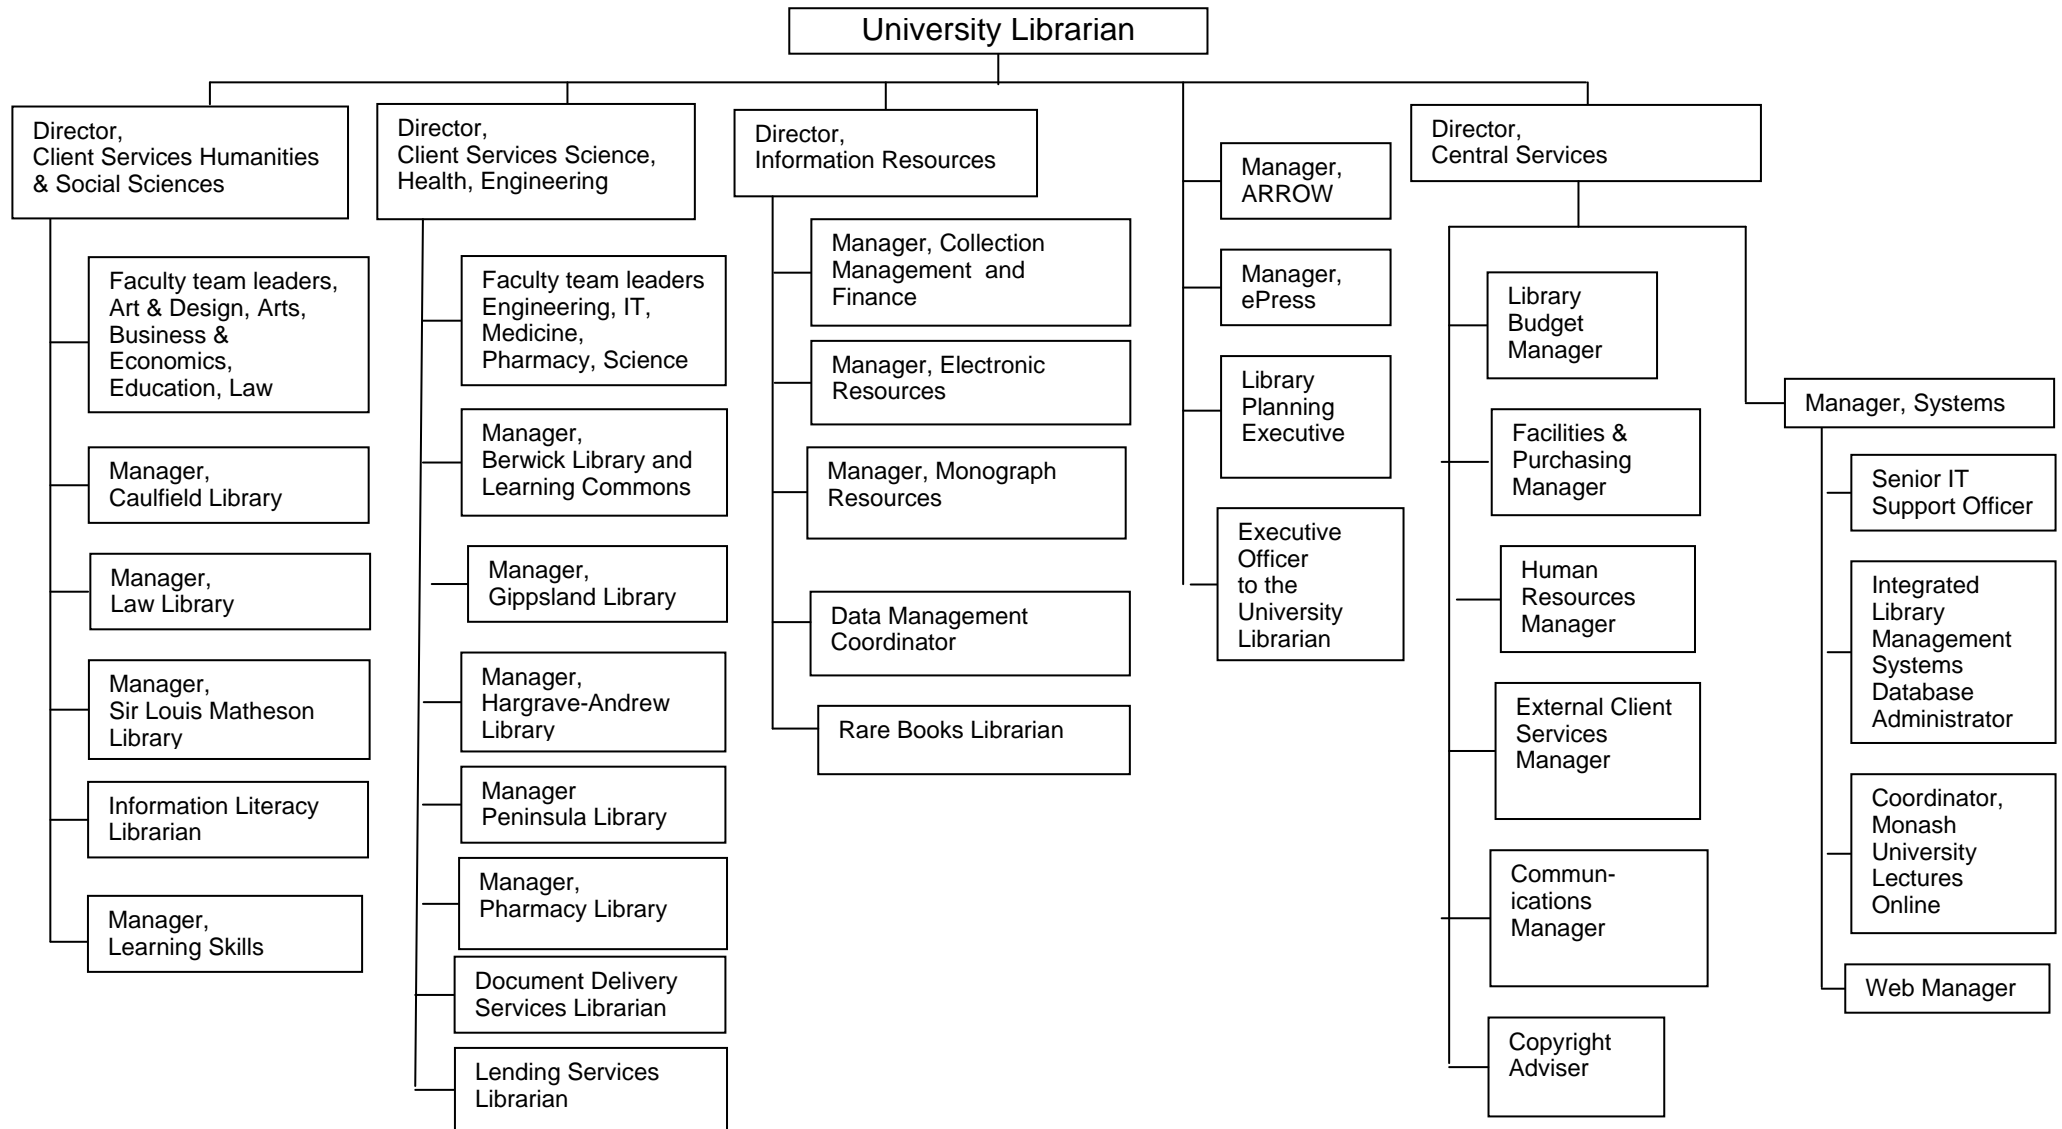 University Librarian
Director,
Client Services Humanities
& Social Sciences
Faculty team leaders,
Art & Design, Arts,
Business &
Economics,
Education, Law
Manager,
Caulfield Library
Manager,
Law Library
Manager,
Sir Louis Matheson
Library
Information Literacy
Librarian
Manager,
Learning Skills
Director,
Client Services Science,
Health, Engineering
Faculty team leaders
Engineering, IT,
Medicine,
Pharmacy, Science
Manager,
Berwick Library and
Learning Commons
Manager,
Gippsland Library
Manager,
Hargrave-Andrew
Library
Manager
Peninsula Library
Manager,
Pharmacy Library
Document Delivery
Services Librarian
Lending Services
Librarian
Director,
Information Resources
Manager, Collection
Management and
Finance
Manager, Electronic
Resources
Manager, Monograph
Resources
Data Management
Coordinator
Rare Books Librarian
Manager,
ARROW
Manager,
ePress
Library
Planning
Executive
Executive
Officer
to the
University
Librarian
Director,
Central Services
Library
Budget
Manager
Facilities &
Purchasing
Manager
Human
Resources
Manager
External Client
Services
Manager
Commun-
ications
Manager
Copyright
Adviser
Manager, Systems
Senior IT
Support Officer
Integrated
Library
Management
Systems
Database
Administrator
Coordinator,
Monash
University
Lectures
Online
Web Manager